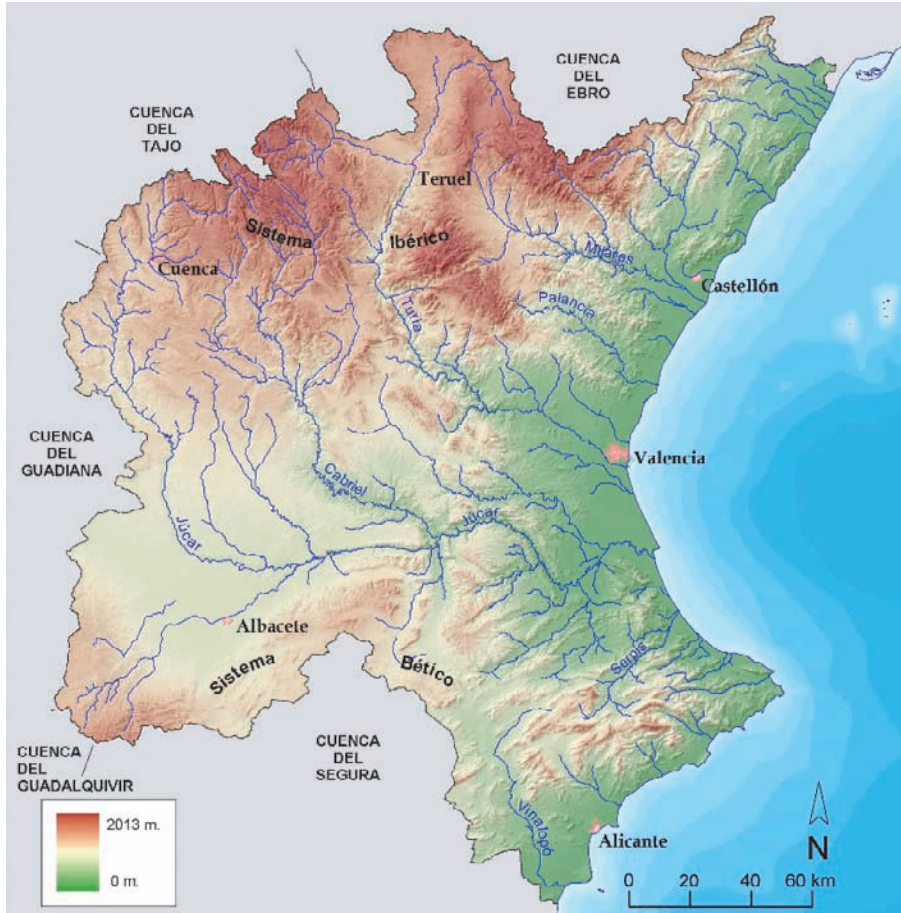 CUENCA
DEL
EBRO
CUENCA
DEL
TAJO
Teruel
Sistema
Ibérico
Cuenca
Mijares
Castellón
Palancia
Turia
CUENCA
DEL
GUADIANA
Valencia
Cabriel
Júcar
Júcar
Albacete
Sistema
Bético
Serpis
CUENCA
DEL
GUADALQUIVIR
CUENCA
DEL
SEGURA
2013 m.
0 m.
Vinalopó
Alicante
N
0 20 40 60 km